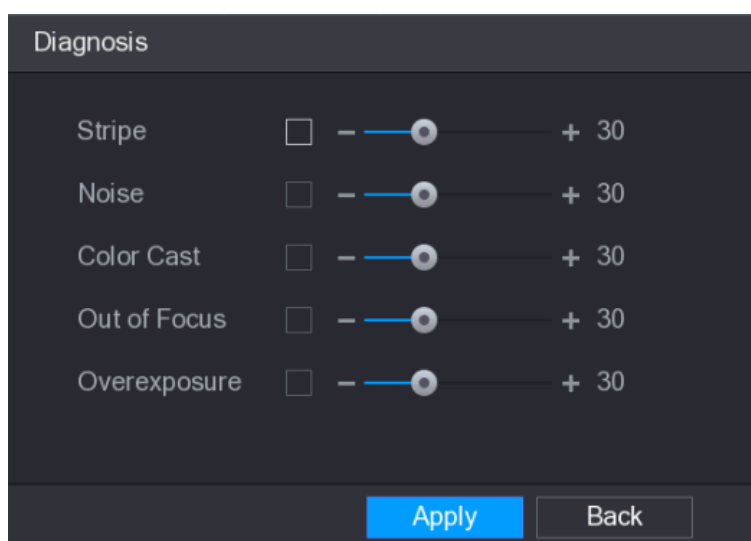 Diagnosis
Stripe - + 30
Noise - + 30
Color Cast - + 30
Out of Focus - + 30
Overexposure - + 30
Apply Back